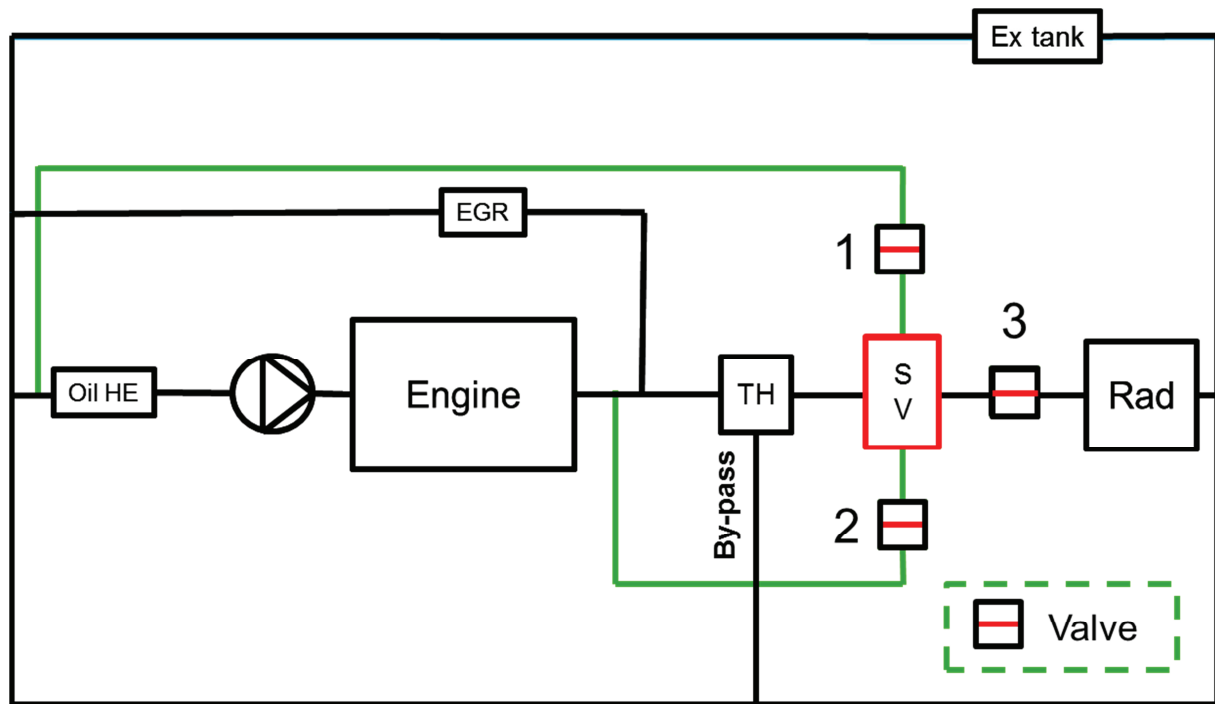 Ex tank
EGR
1
3
Oil HE
Engine
TH
S
V
Rad
By-pass
2
Valve